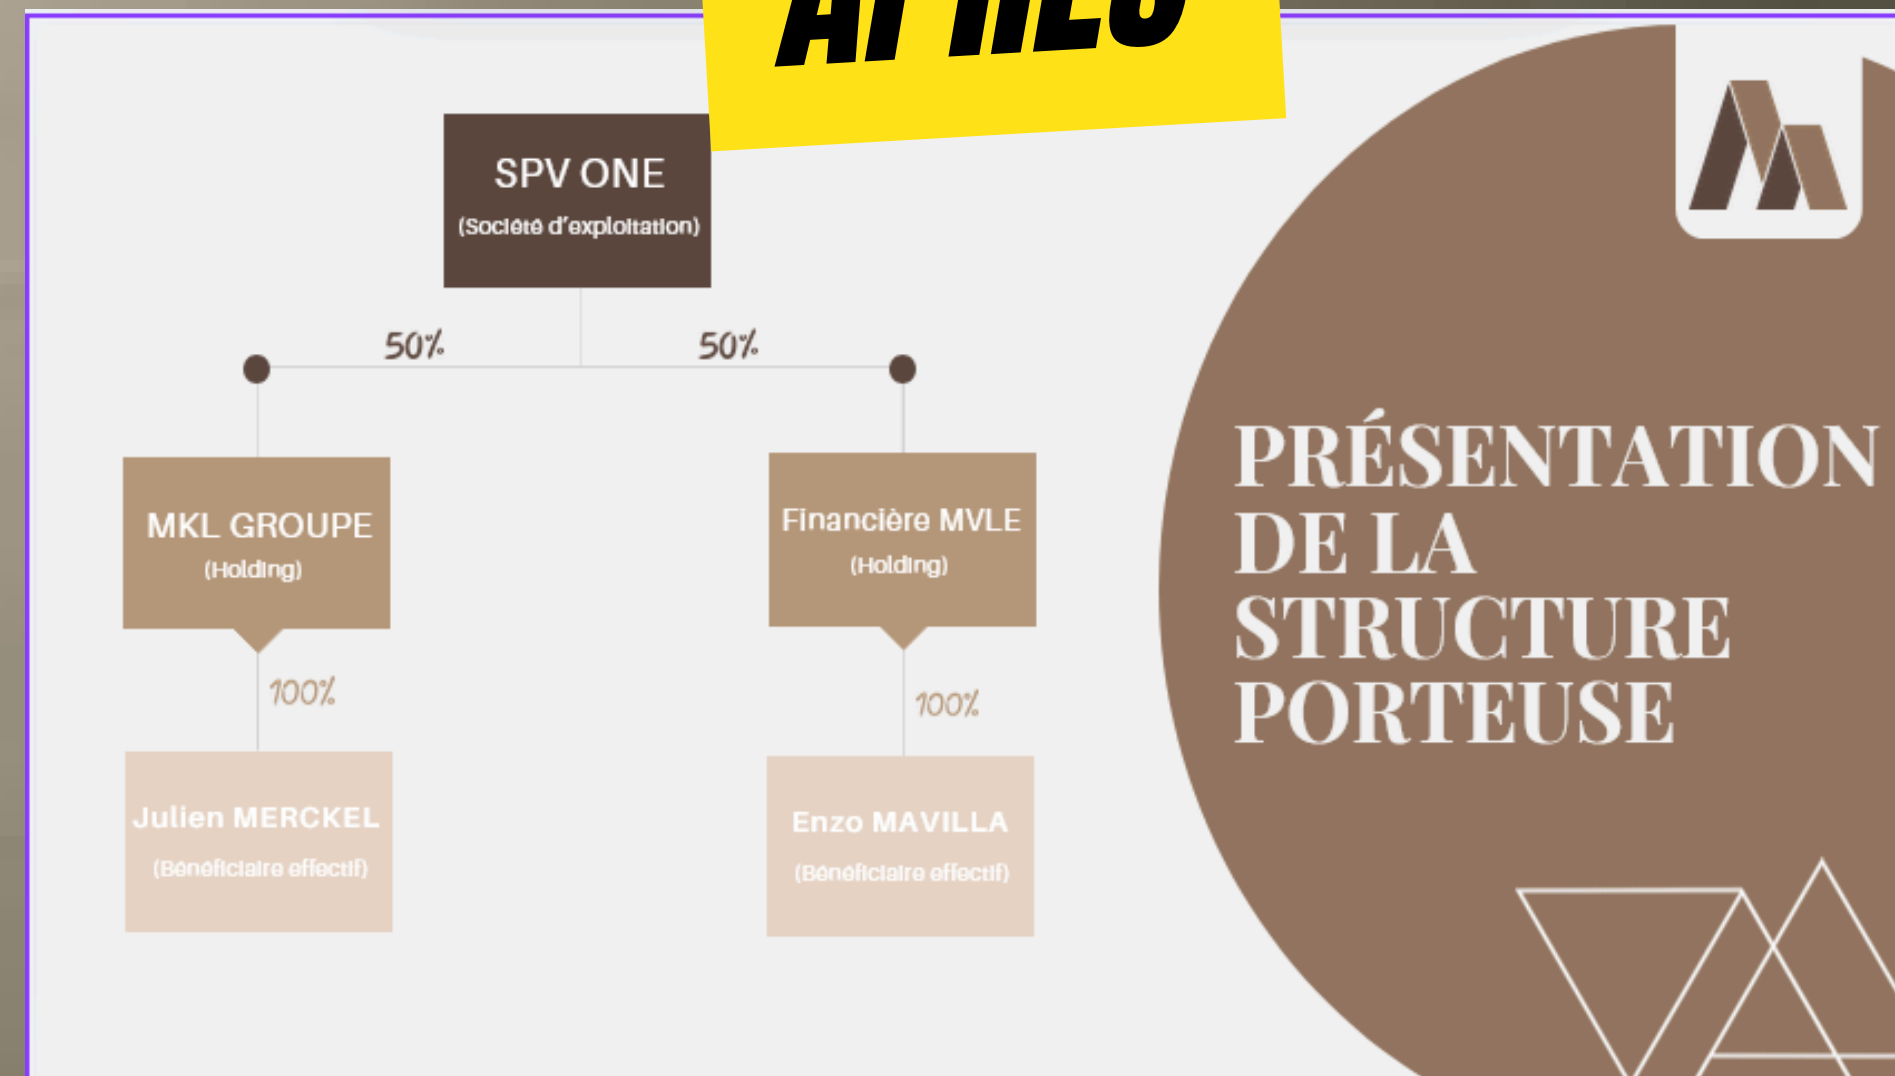 APRÈS
SPV ONE
(Société d'exploitation)
50%
50%
MKL GROUPE
(Holding)
Financière MVLE
(Holding)
100%
100%
Julien MERCKEL
(Bénéficiaire effectif)
Enzo MAVILLA
(Bénéficiaire effectif)
PRÉSENTATION
DE LA
STRUCTURE
PORTEUSE